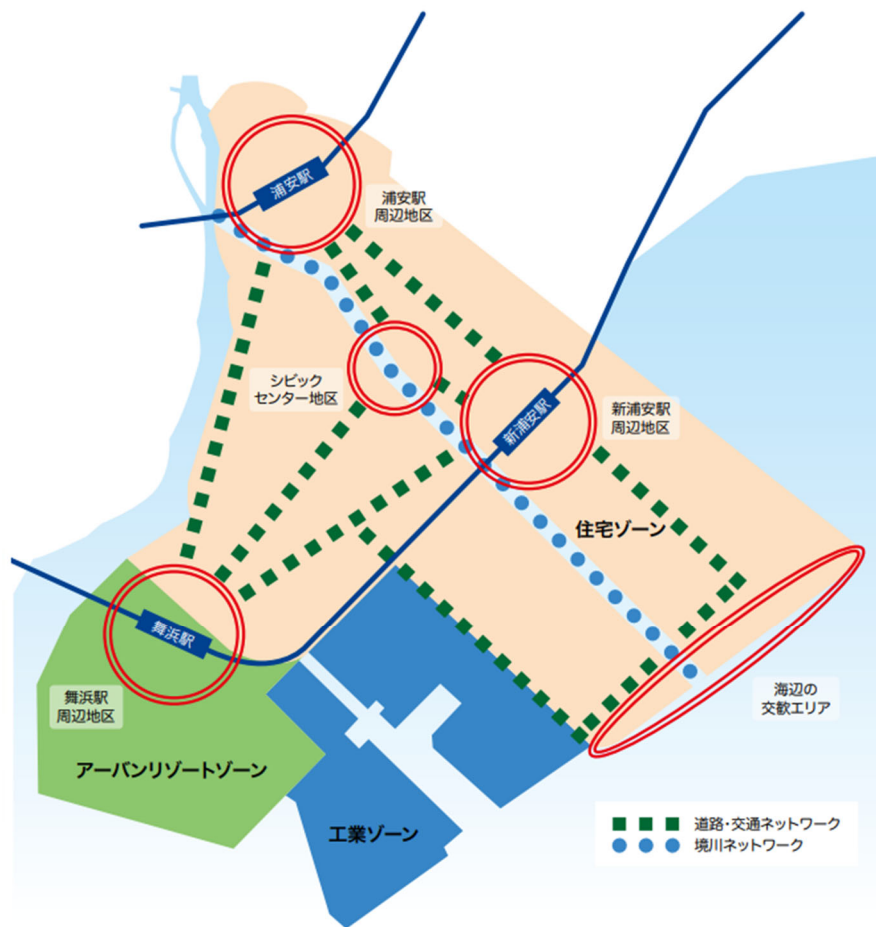 浦安駅
浦安駅
周辺地区
シビック
センター地区
新浦安駅
新浦安駅
周辺地区
住宅ゾーン
舞浜駅
舞浜駅
周辺地区
海辺の
交歓エリア
アーバンリゾートゾーン
工業ゾーン
道路・交通ネットワーク
境川ネットワーク